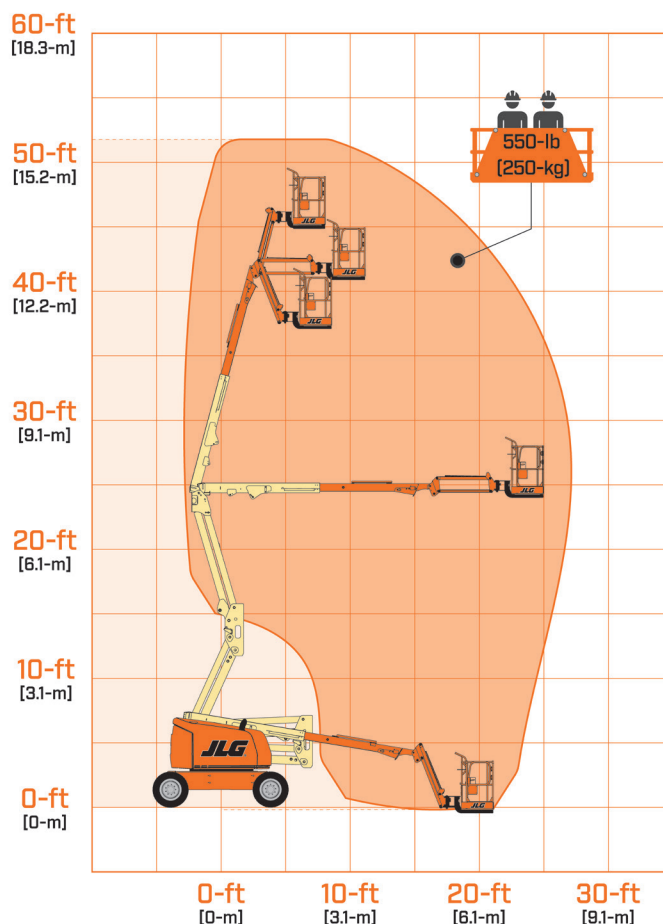 60-ft
[18.3-m]
550-lb
[250-kg]
50-ft
[15.2-m]
JLG
JLG
40-ft
[12.2-m]
JLG
30-ft
[9.1-m]
JLG
20-ft
[6.1-m]
10-ft
[3.1-m]
JLG
JLG
0-ft
[0-m]
0-ft
[0-m]
10-ft
[3.1-m]
20-ft
[6.1-m]
30-ft
[9.1-m]